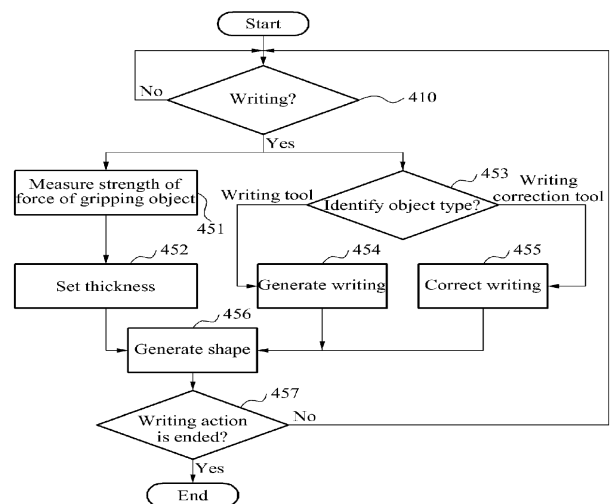 Start
No
Writing?
410
Yes
Measure strength of
force of gripping object
451
453
Identify object type?
Writing tool
Writing
correction tool
452
Set thickness
454
Generate writing
455
Correct writing
456
Generate shape
457
Writing action
is ended?
No
Yes
End